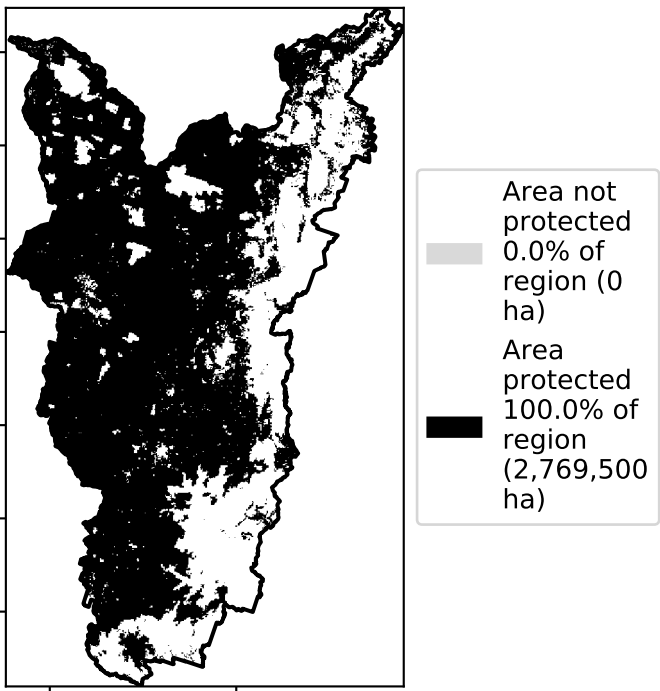 Area not
protected
0.0% of
region (0
ha)
Area
protected
100.0% of
region
(2,769,500
ha)